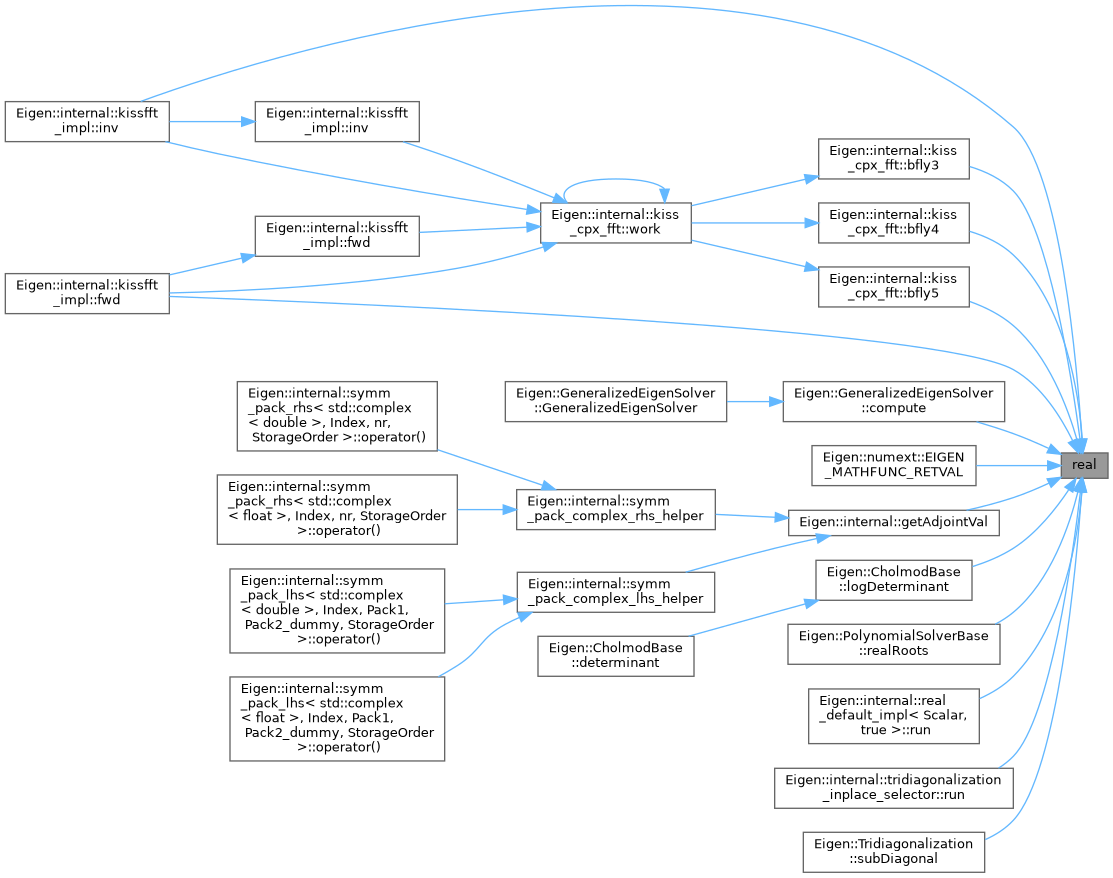 Eigen::internal::kissfft
_impl::inv
Eigen::internal::kissfft
_impl::inv
Eigen::internal::kiss
_cpx_fft::bfly3
Eigen::internal::kiss
_cpx_fft::work
Eigen::internal::kiss
_cpx_fft::bfly4
Eigen::internal::kissfft
_impl::fwd
Eigen::internal::kissfft
_impl::fwd
Eigen::internal::kiss
_cpx_fft::bfly5
Eigen::internal::symm
_pack_rhs< std::complex
< double >, Index, nr,
StorageOrder >::operator()
Eigen::GeneralizedEigenSolver
::GeneralizedEigenSolver
Eigen::GeneralizedEigenSolver
::compute
Eigen::numext::EIGEN
_MATHFUNC_RETVAL
real
Eigen::internal::symm
_pack_rhs< std::complex
< float >, Index, nr, StorageOrder
>::operator()
Eigen::internal::symm
_pack_complex_rhs_helper
Eigen::internal::getAdjointVal
Eigen::internal::symm
_pack_lhs< std::complex
< double >, Index, Pack1,
Pack2_dummy, StorageOrder
>::operator()
Eigen::internal::symm
_pack_complex_lhs_helper
Eigen::CholmodBase
::logDeterminant
Eigen::CholmodBase
::determinant
Eigen::PolynomialSolverBase
::realRoots
Eigen::internal::symm
_pack_lhs< std::complex
< float >, Index, Pack1,
Pack2_dummy, StorageOrder
>::operator()
Eigen::internal::real
_default_impl< Scalar,
true >::run
Eigen::internal::tridiagonalization
_inplace_selector::run
Eigen::Tridiagonalization
::subDiagonal